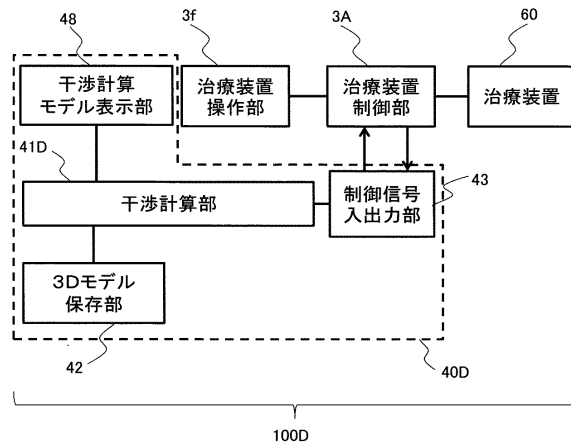 48
3f
3A
60
干渉計算
モデル表示部
治療装置
操作部
治療装置
制御部
治療装置
41D
干渉計算部
制御信号
入出力部
43
3Dモデル
保存部
42
40D
100D